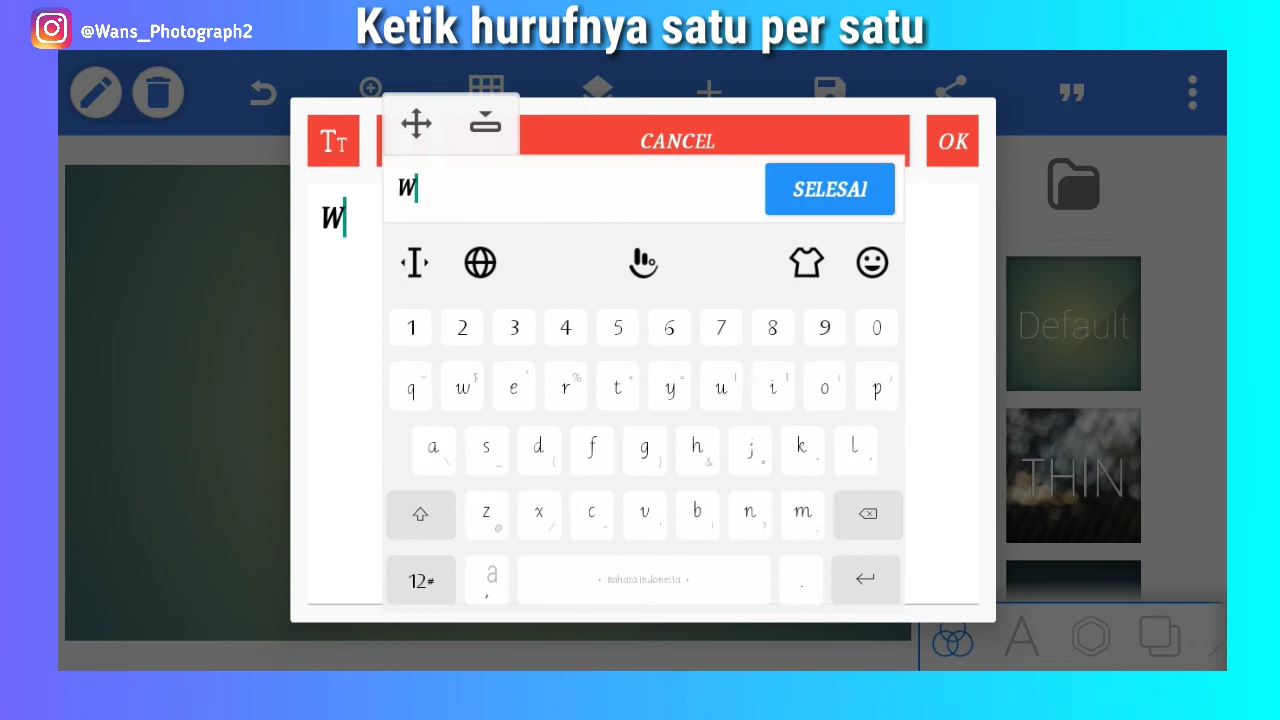 @Wans_Photograph2
Ketik hurufnya satu per satu
TT
CANCEL
OK
W
SELESAI
W
1 2 3 4 5 6 7 8 9 0
q w e r t y u i o p
a s d f g h j k l
z x c v b n m
12#
a
,
Bahasa Indonesia
.
Default
THIN
A